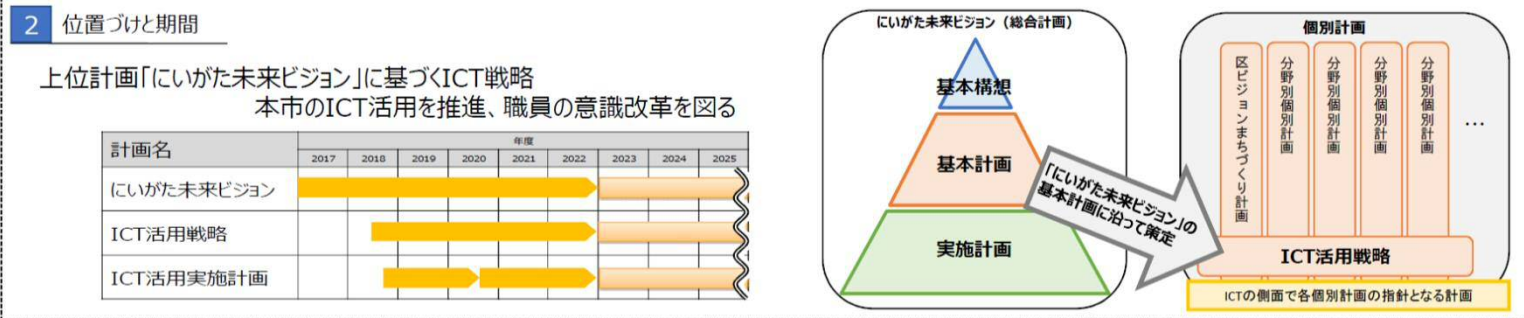 2 位置づけと期間
上位計画「にいがた未来ビジョン」に基づくICT戦略
本市のICT活用を推進、職員の意識改革を図る
計画名
年度
2017 2018 2019 2020 2021 2022 2023 2024 2025
にいがた未来ビジョン
ICT活用戦略
ICT活用実施計画
にいがた未来ビジョン（総合計画）
基本構想
基本計画
実施計画
「にいがた未来ビジョン」の
基本計画に沿って策定
個別計画
区ビジョンまちづくり計画
分野別個別計画
分野別個別計画
分野別個別計画
分野別個別計画
…
ICT活用戦略
ICTの側面で各個別計画の指針となる計画